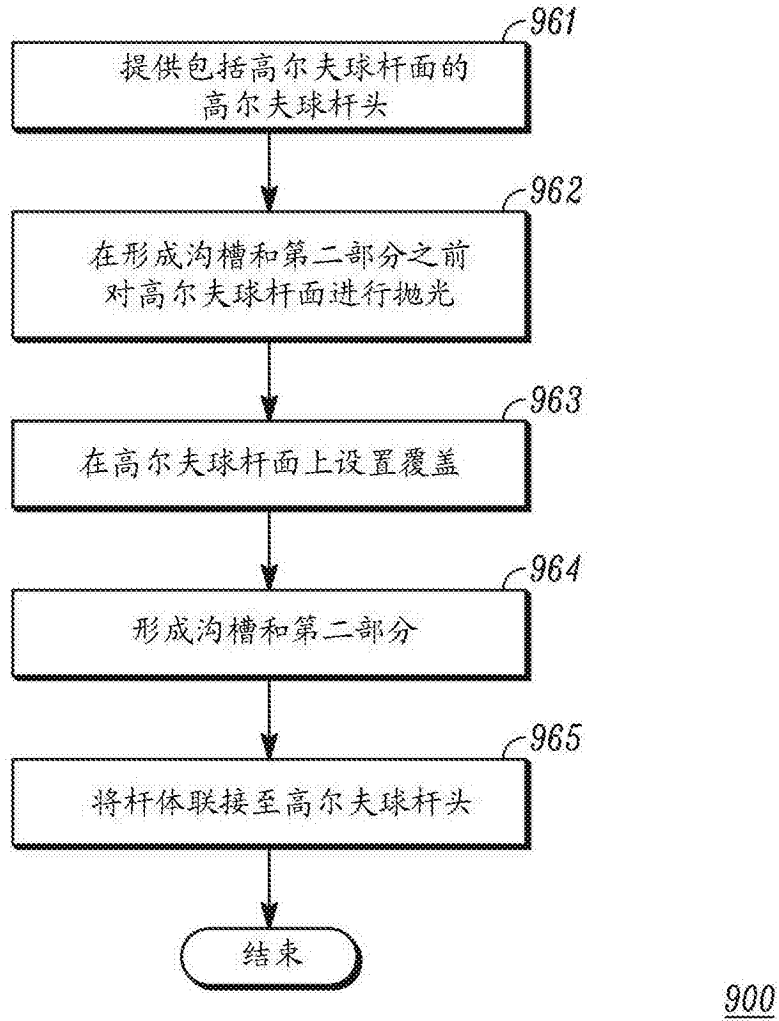 961
提供包括高尔夫球杆面的
高尔夫球杆头
962
在形成沟槽和第二部分之前
对高尔夫球杆面进行抛光
963
在高尔夫球杆面上设置覆盖
964
形成沟槽和第二部分
965
将杆体联接至高尔夫球杆头
结束
900